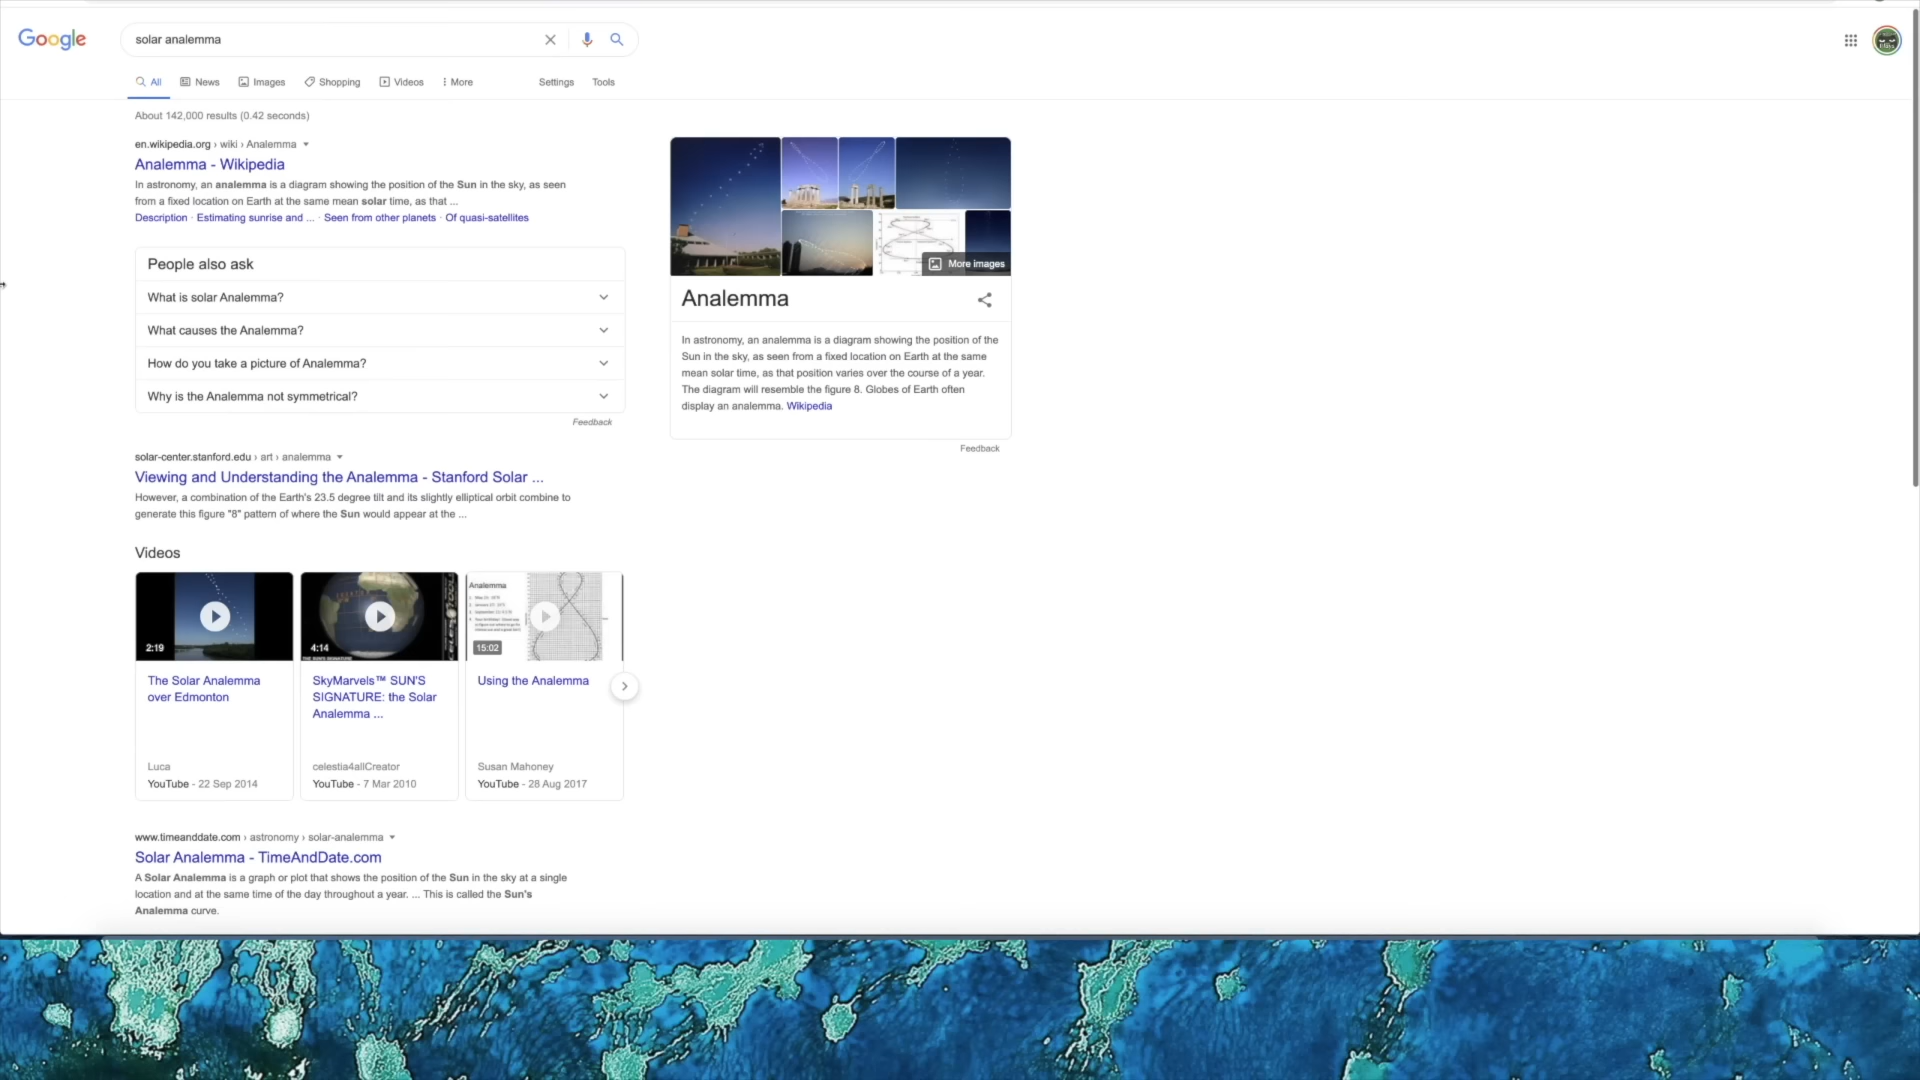 Google
solar analemma
All News Images Shopping Videos More Settings Tools
About 142,000 results (0.42 seconds)
en.wikipedia.org › wiki › Analemma
Analemma - Wikipedia
In astronomy, an analemma is a diagram showing the position of the Sun in the sky, as seen
from a fixed location on Earth at the same mean solar time, as that ...
Description · Estimating sunrise and ... · Seen from other planets · Of quasi-satellites
People also ask
What is solar Analemma?
What causes the Analemma?
How do you take a picture of Analemma?
Why is the Analemma not symmetrical?
Feedback
solar-center.stanford.edu › art › analemma
Viewing and Understanding the Analemma - Stanford Solar ...
However, a combination of the Earth's 23.5 degree tilt and its slightly elliptical orbit combine to
generate this figure "8" pattern of where the Sun would appear at the ...
Videos
2:19
4:14
Analemma
15:02
The Solar Analemma
over Edmonton
Luca
YouTube - 22 Sep 2014
SkyMarvels™ SUN'S
SIGNATURE: the Solar
Analemma ...
celestia4allCreator
YouTube - 7 Mar 2010
Using the Analemma
Susan Mahoney
YouTube - 28 Aug 2017
www.timeanddate.com › astronomy › solar-analemma
Solar Analemma - TimeAndDate.com
A Solar Analemma is a graph or plot that shows the position of the Sun in the sky at a single
location and at the same time of the day throughout a year. ... This is called the Sun's
Analemma curve.
More images
Analemma
In astronomy, an analemma is a diagram showing the position of the
Sun in the sky, as seen from a fixed location on Earth at the same
mean solar time, as that position varies over the course of a year.
The diagram will resemble the figure 8. Globes of Earth often
display an analemma. Wikipedia
Feedback